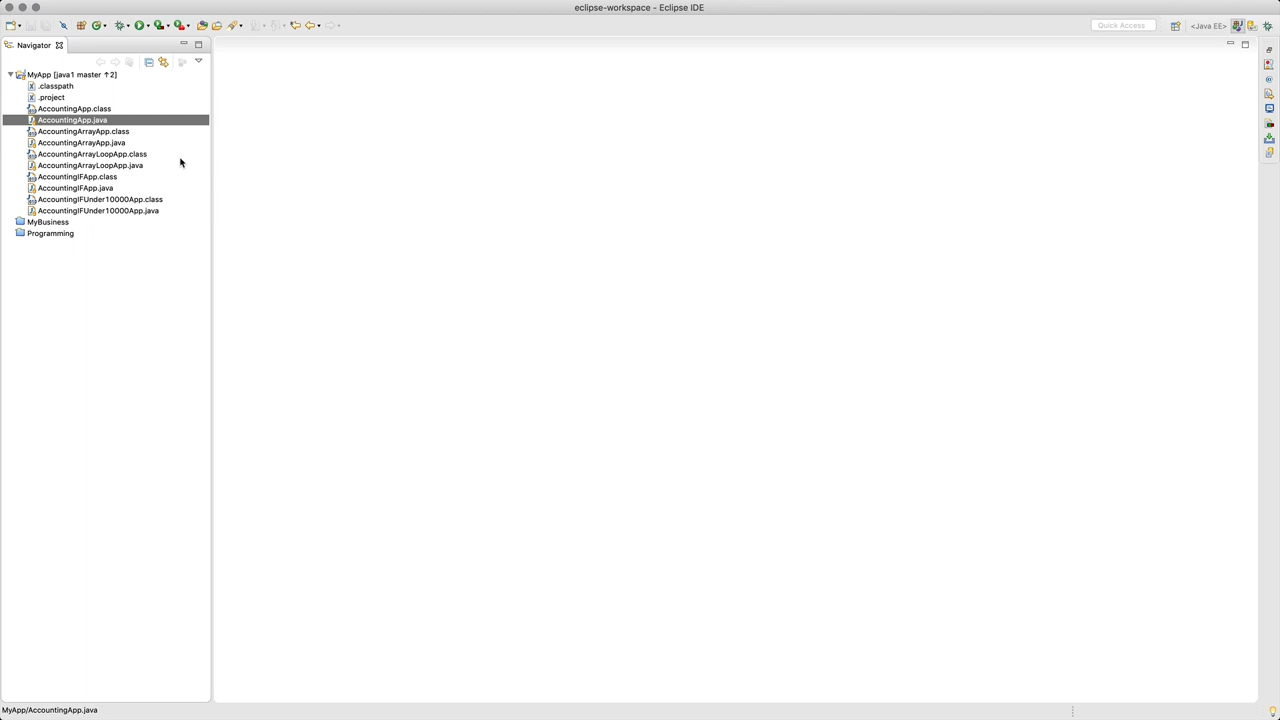 eclipse-workspace - Eclipse IDE
Quick Access
<Java EE>
Navigator
MyApp [java1 master ↑2]
.classpath
.project
AccountingApp.class
AccountingApp.java
AccountingArrayApp.class
AccountingArrayApp.java
AccountingArrayLoopApp.class
AccountingArrayLoopApp.java
AccountingIFApp.class
AccountingIFApp.java
AccountingIFUnder10000App.class
AccountingIFUnder10000App.java
MyBusiness
Programming
MyApp/AccountingApp.java